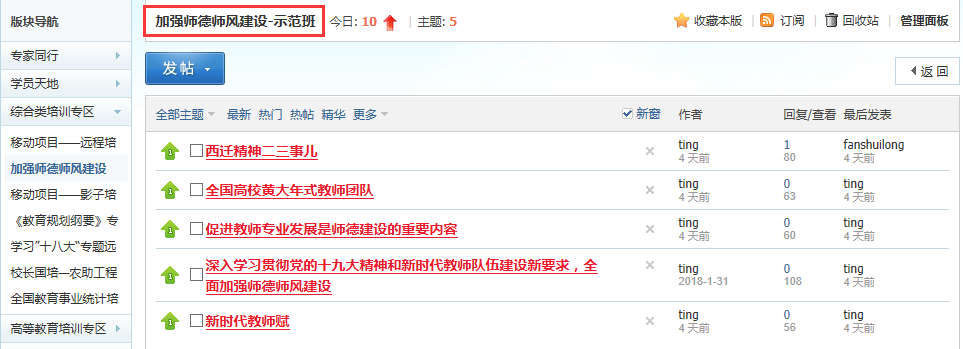 版块导航
专家同行
学员天地
综合类培训专区
移动项目——远程培
加强师德师风建设
移动项目——影子培
《教育规划纲要》专
学习"十八大"专题远
校长国培—农助工程
全国教育事业统计培
高等教育培训专区
加强师德师风建设-示范班 今日: 10 | 主题: 5
收藏本版 | 订阅 | 回收站 | 管理面板
发帖
返回
全部主题 最新 热门 热帖 精华 更多 新窗 作者 回复/查看 最后发表
西迁精神二三事儿 ting 1 fanshuilong
4 天前 80 4 天前
全国高校黄大年式教师团队 ting 0 ting
4 天前 63 4 天前
促进教师专业发展是师德建设的重要内容 ting 0 ting
4 天前 60 4 天前
深入学习贯彻党的十九大精神和新时代教师队伍建设新要求，全 ting 0 ting
面加强师德师风建设 2018-1-31 108 4 天前
新时代教师赋 ting 0 ting
4 天前 56 4 天前